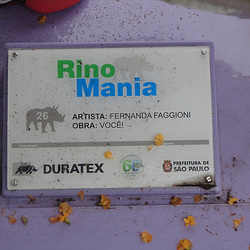 Rino
Mania
26
ARTISTA: FERNANDA FAGGIONI
OBRA: VOCÊ!
DURATEX
PREFEITURA DE
SÃO PAULO